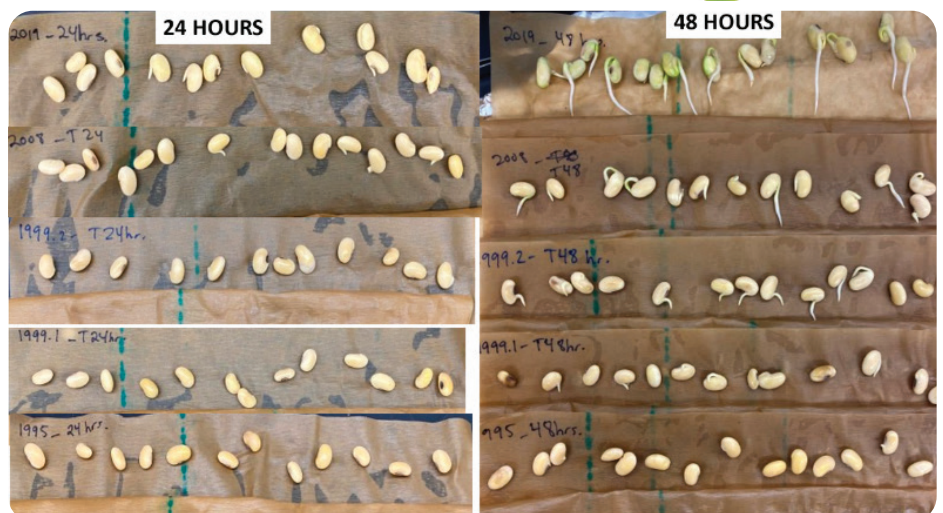 24 HOURS
2019-24hrs.
2008-T24
1999.2-T24hr.
1999.1-T24hr.
1995-24hrs.
48 HOURS
2019-48hr.
2008-
T48
999.2-T48hr.
999.1-T48hr.
995-48hrs.